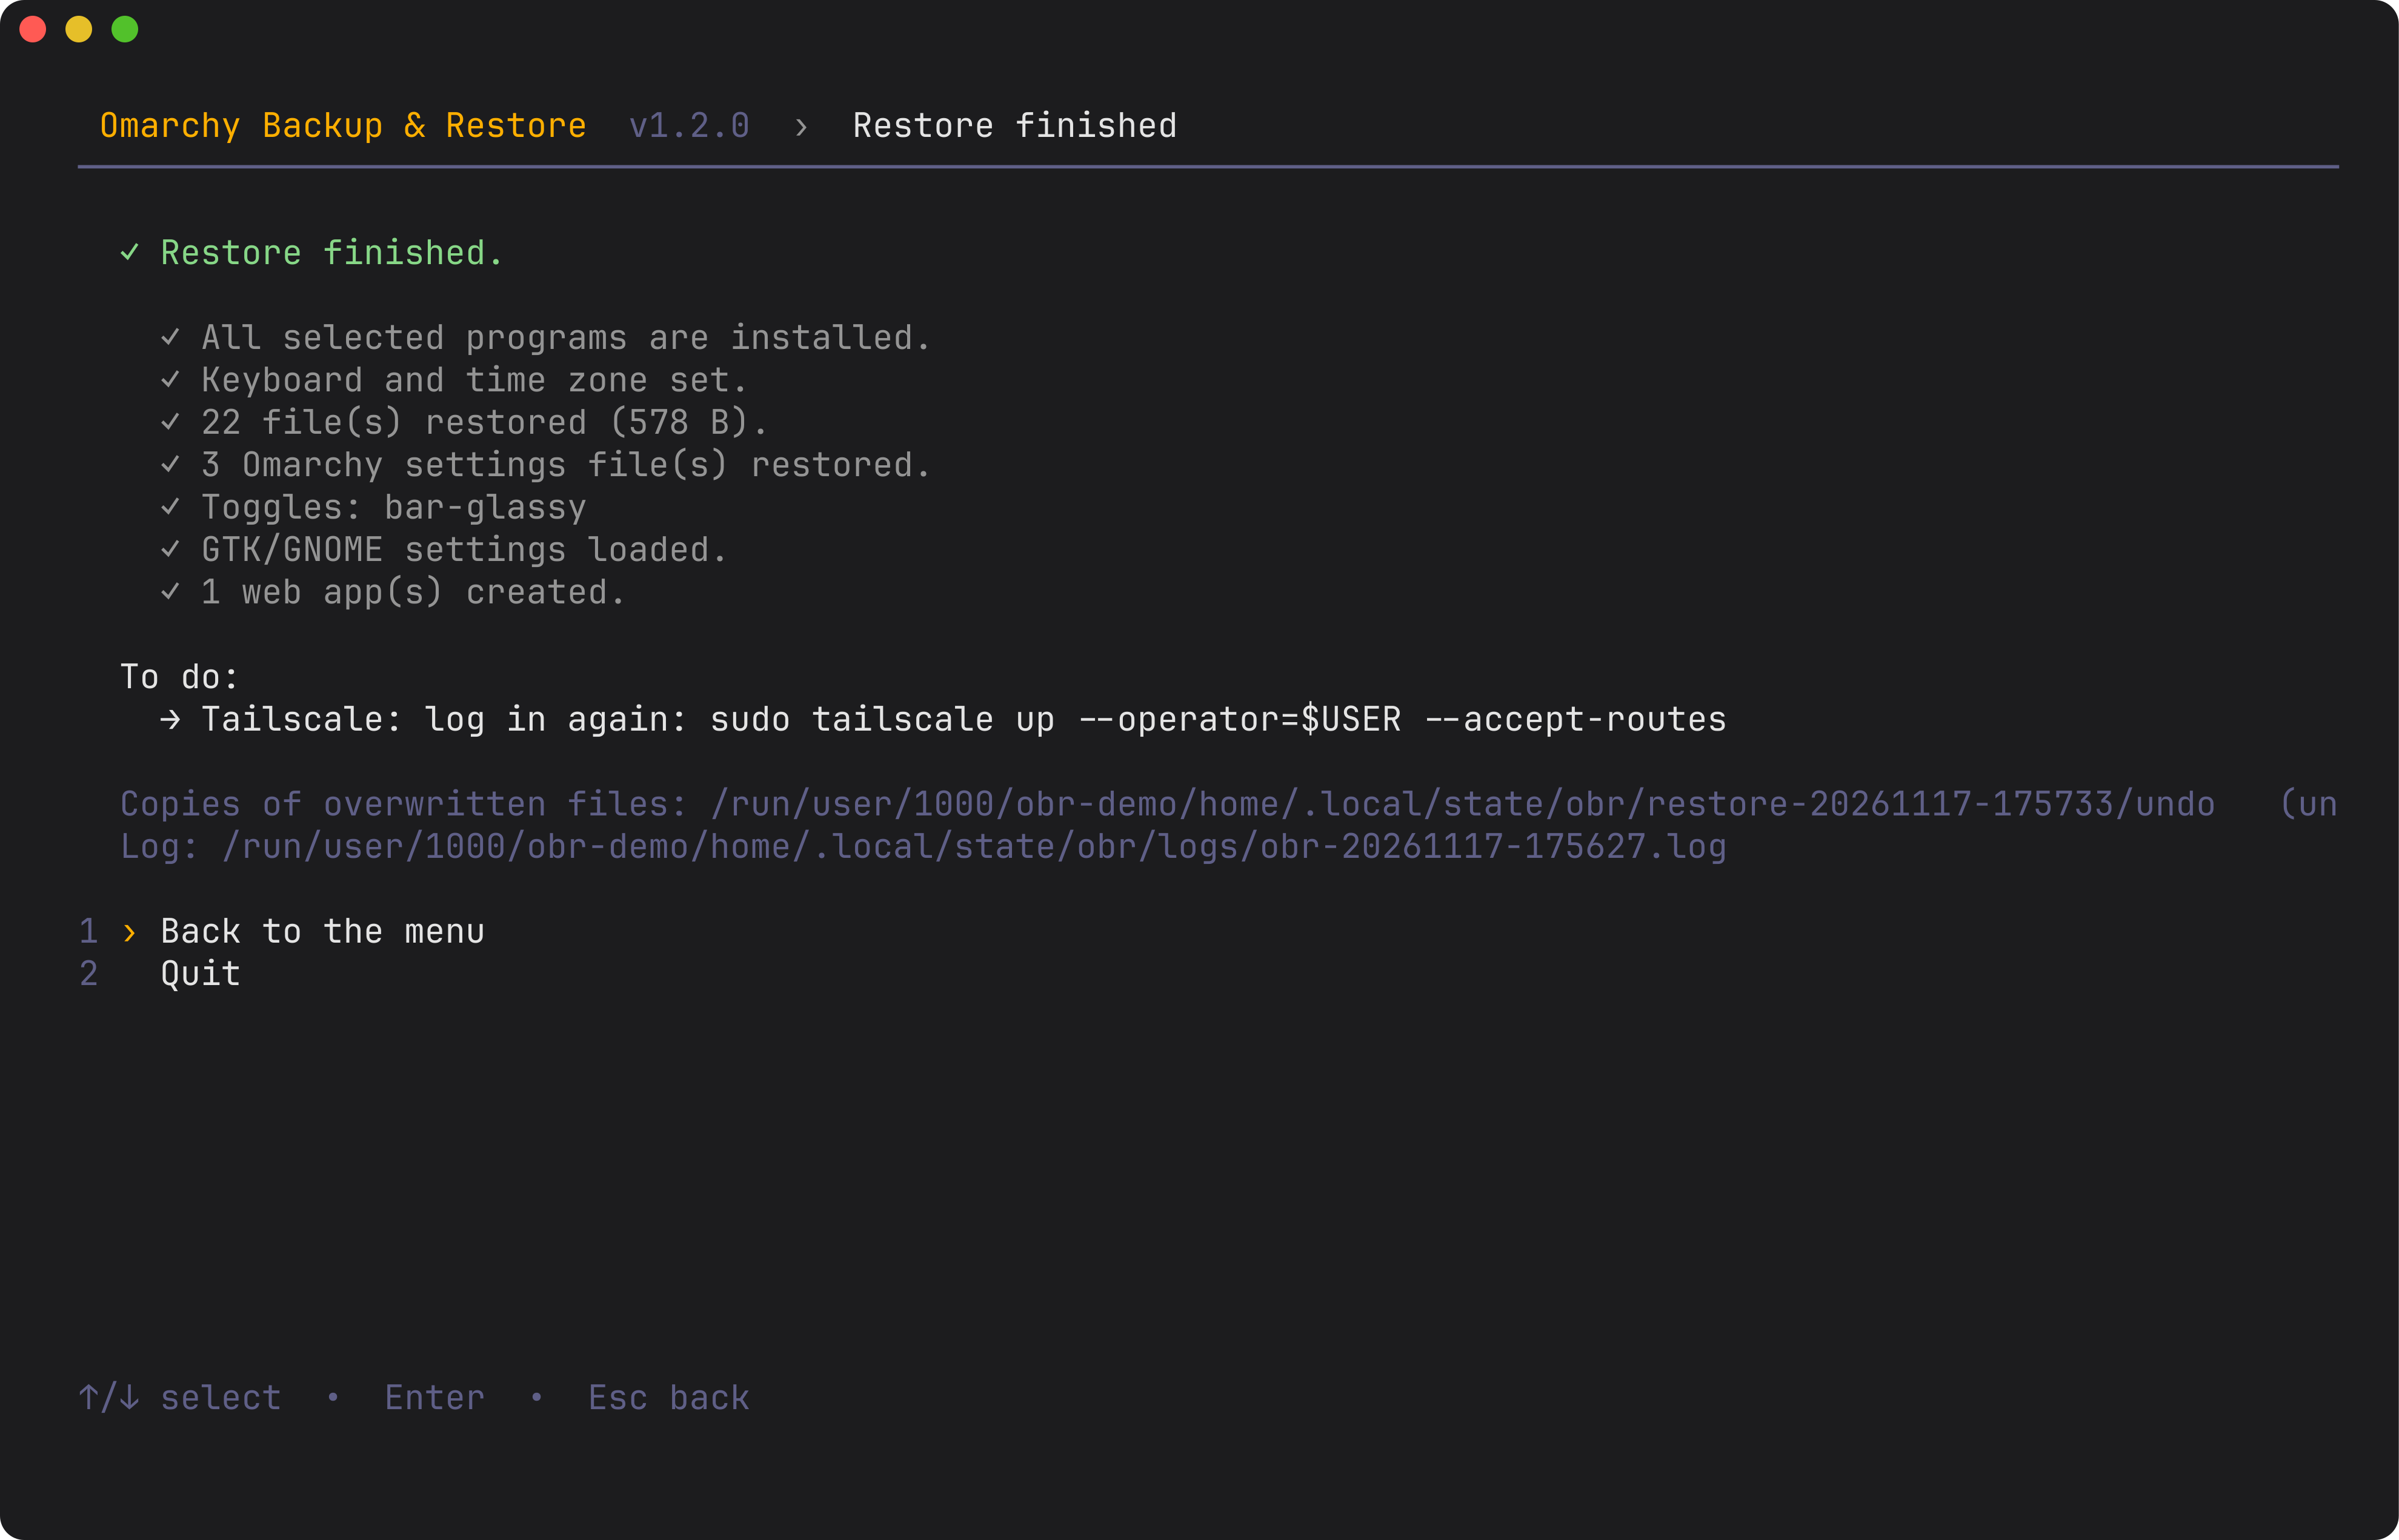 Omarchy Backup & Restore v1.2.0 › Restore finished
✓ Restore finished.
✓ All selected programs are installed.
✓ Keyboard and time zone set.
✓ 22 file(s) restored (578 B).
✓ 3 Omarchy settings file(s) restored.
✓ Toggles: bar-glassy
✓ GTK/GNOME settings loaded.
✓ 1 web app(s) created.
To do:
→ Tailscale: log in again: sudo tailscale up --operator=$USER --accept-routes
Copies of overwritten files: /run/user/1000/obr-demo/home/.local/state/obr/restore-20261117-175733/undo (un
Log: /run/user/1000/obr-demo/home/.local/state/obr/logs/obr-20261117-175627.log
1 › Back to the menu
2 Quit
↑/↓ select • Enter • Esc back